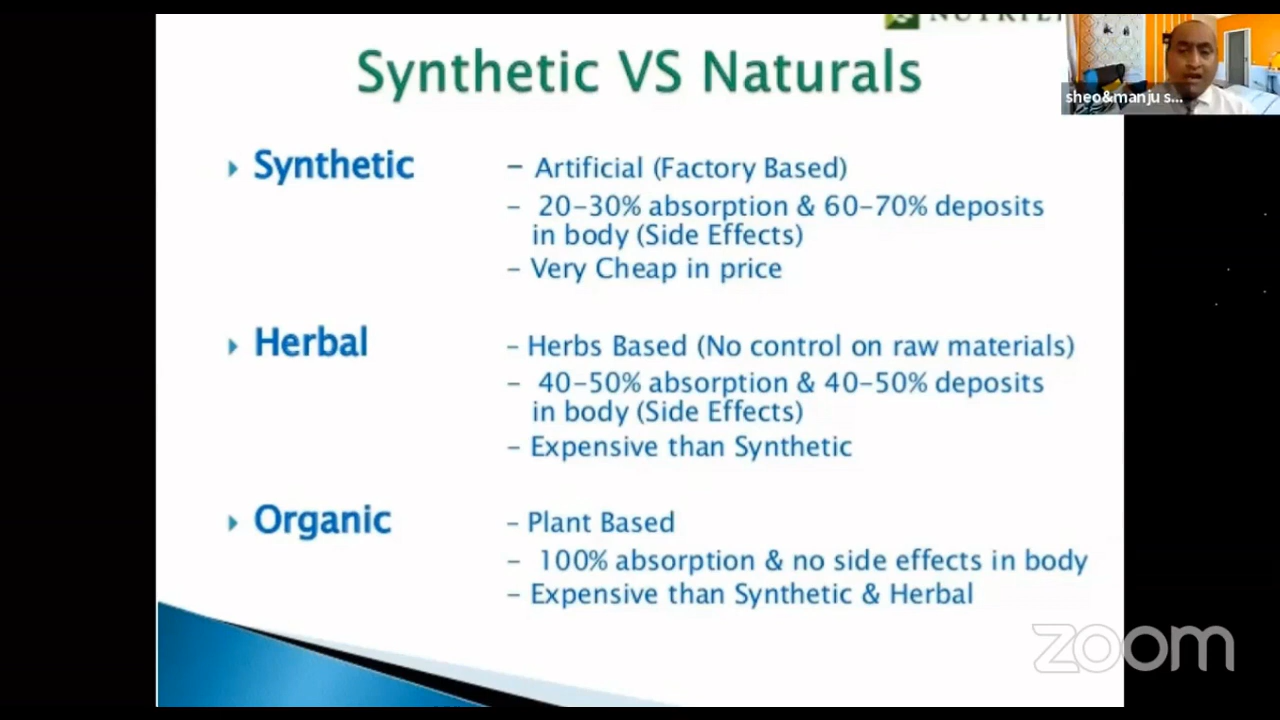 Synthetic VS Naturals
sheo&manju s...
Synthetic
– Artificial (Factory Based)
– 20-30% absorption & 60-70% deposits
in body (Side Effects)
– Very Cheap in price
Herbal
– Herbs Based (No control on raw materials)
– 40-50% absorption & 40-50% deposits
in body (Side Effects)
– Expensive than Synthetic
Organic
– Plant Based
– 100% absorption & no side effects in body
– Expensive than Synthetic & Herbal
zoom